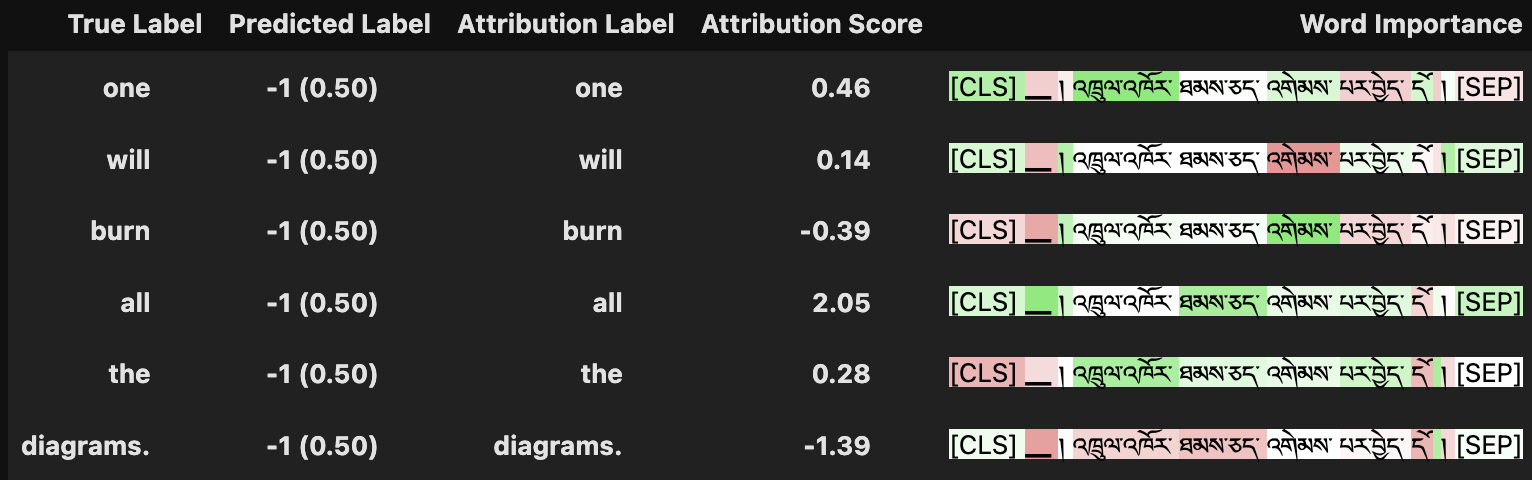 True Label Predicted Label Attribution Label Attribution Score Word Importance
one -1 (0.50) one 0.46 [CLS] __ ། འཁྲུལ་འཁོར་ ཐམས་ཅད་ འགེམས་ པར་བྱེད་ དོ ། [SEP]
will -1 (0.50) will 0.14 [CLS] __ ། འཁྲུལ་འཁོར་ ཐམས་ཅད་ འགེམས་ པར་བྱེད་ དོ ། [SEP]
burn -1 (0.50) burn -0.39 [CLS] __ ། འཁྲུལ་འཁོར་ ཐམས་ཅད་ འགེམས་ པར་བྱེད་ དོ ། [SEP]
all -1 (0.50) all 2.05 [CLS] __ ། འཁྲུལ་འཁོར་ ཐམས་ཅད་ འགེམས་ པར་བྱེད་ དོ ། [SEP]
the -1 (0.50) the 0.28 [CLS] __ ། འཁྲུལ་འཁོར་ ཐམས་ཅད་ འགེམས་ པར་བྱེད་ དོ ། [SEP]
diagrams. -1 (0.50) diagrams. -1.39 [CLS] __ ། འཁྲུལ་འཁོར་ ཐམས་ཅད་ འགེམས་ པར་བྱེད་ དོ ། [SEP]